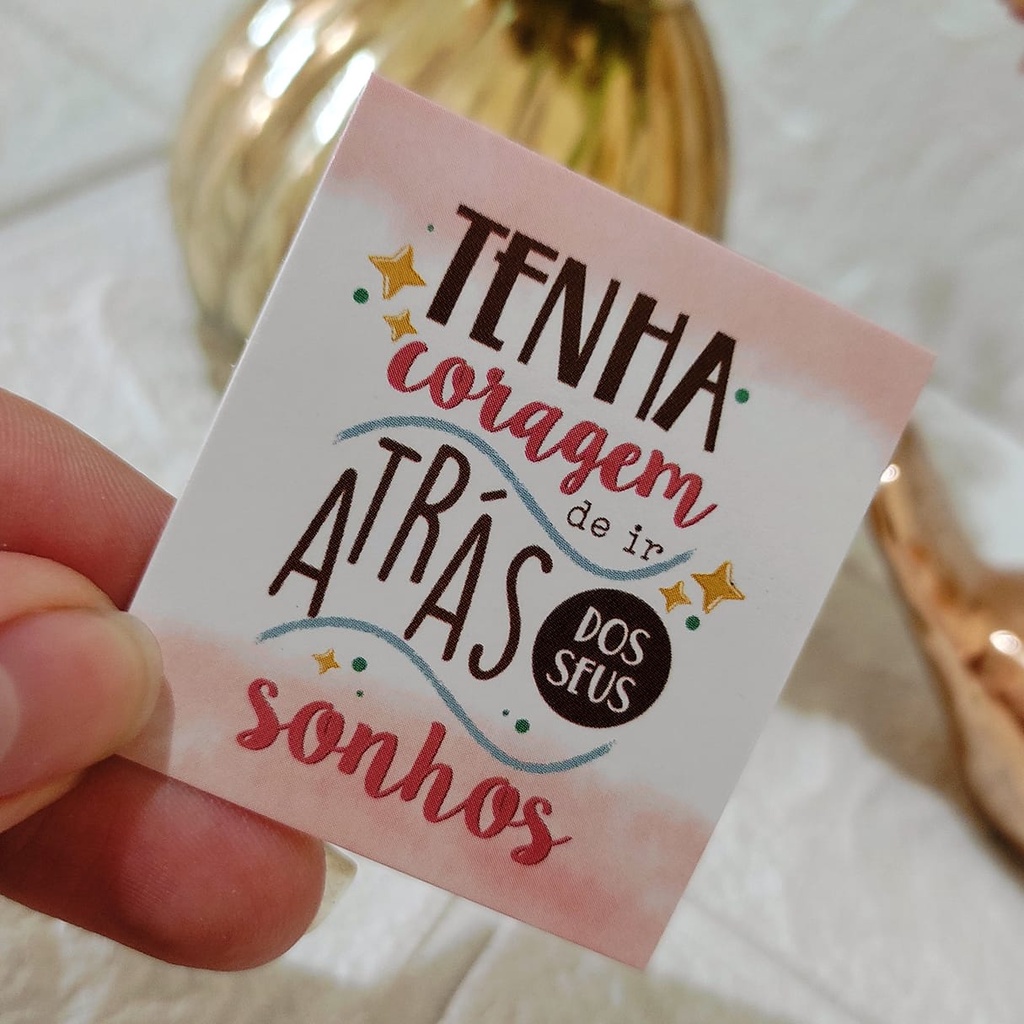 TENHA
coragem
de ir
ATRÁS
DOS
SEUS
sonhos